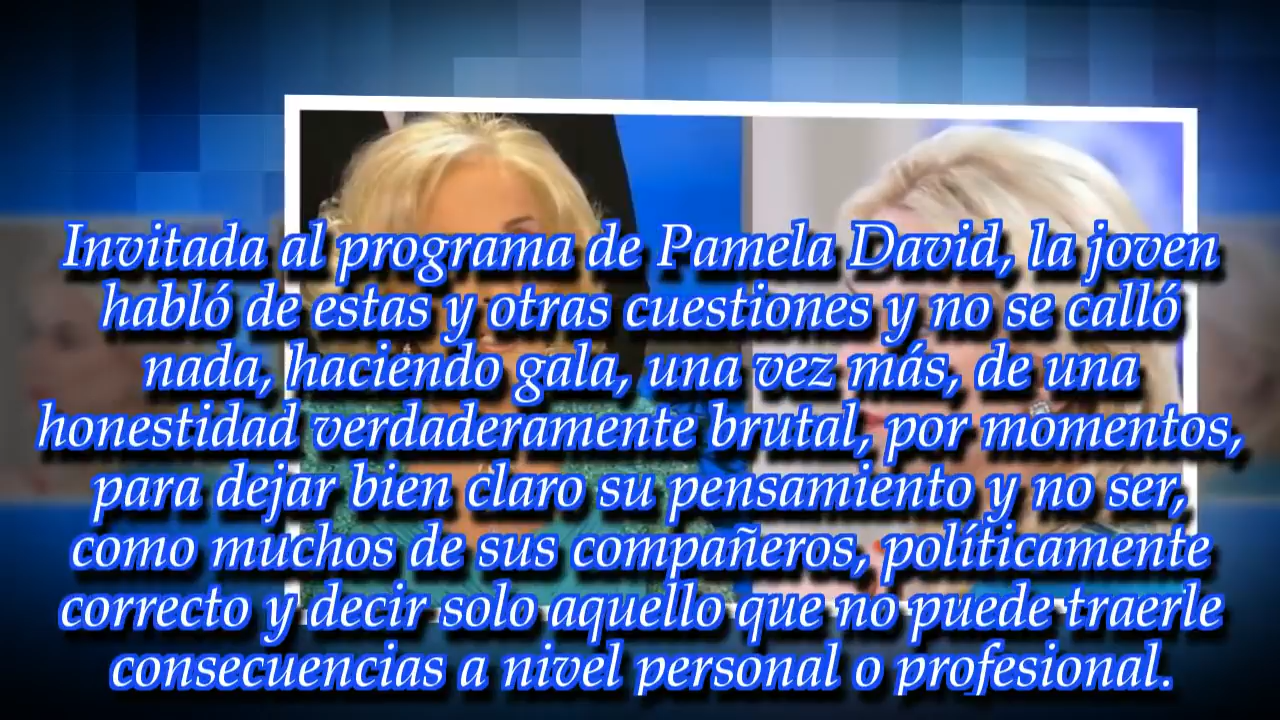 Invitada al programa de Pamela David, la joven
habló de estas y otras cuestiones y no se calló
nada, haciendo gala, una vez más, de una
honestidad verdaderamente brutal, por momentos,
para dejar bien claro su pensamiento y no ser,
como muchos de sus compañeros, políticamente
correcto y decir solo aquello que no puede traerle
consecuencias a nivel personal o profesional.